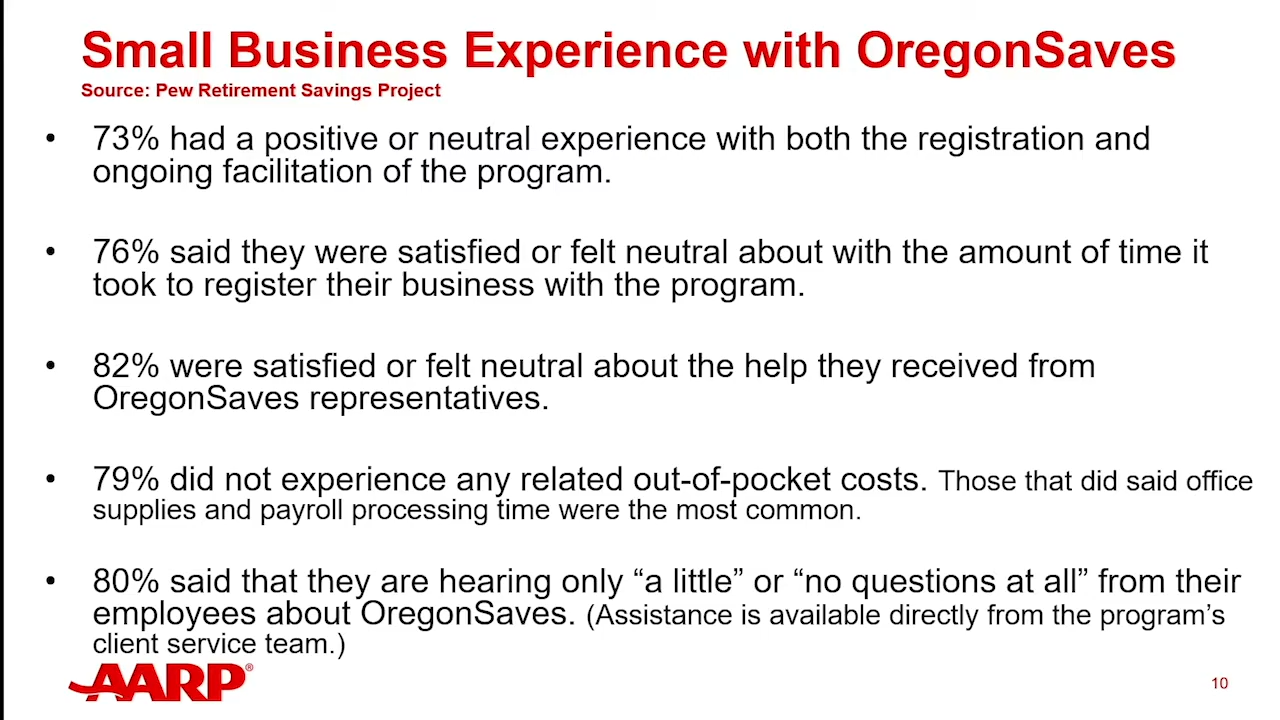 Small Business Experience with OregonSaves
Source: Pew Retirement Savings Project
• 73% had a positive or neutral experience with both the registration and
ongoing facilitation of the program.
• 76% said they were satisfied or felt neutral about with the amount of time it
took to register their business with the program.
• 82% were satisfied or felt neutral about the help they received from
OregonSaves representatives.
• 79% did not experience any related out-of-pocket costs. Those that did said office
supplies and payroll processing time were the most common.
• 80% said that they are hearing only “a little” or “no questions at all” from their
employees about OregonSaves. (Assistance is available directly from the program’s
client service team.)
AARP®
10